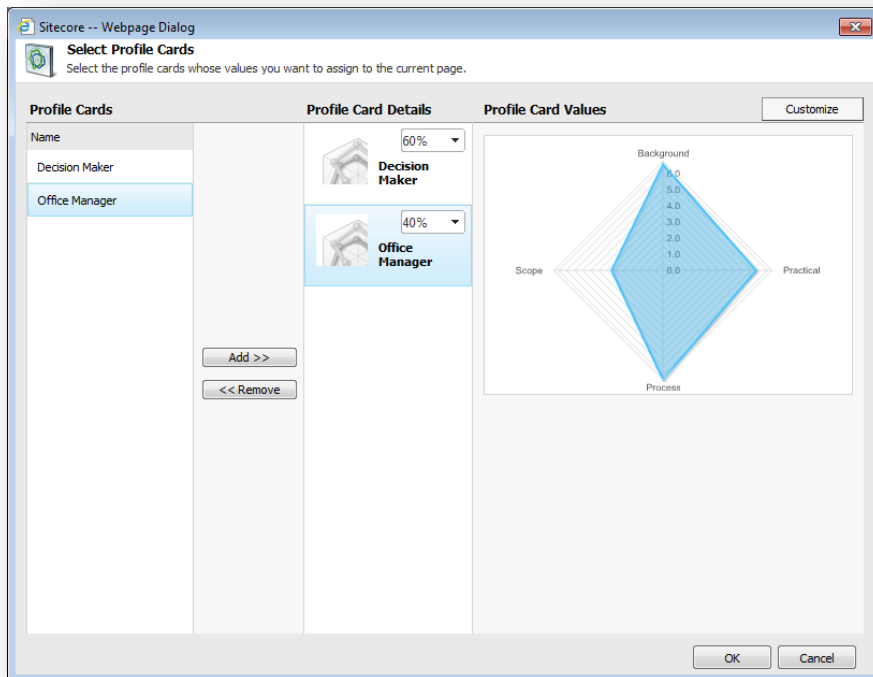 Sitecore -- Webpage Dialog
Select Profile Cards
Select the profile cards whose values you want to assign to the current page.
Profile Cards
Name
Decision Maker
Office Manager
Add >>
<< Remove
Profile Card Details
60%
Decision
Maker
40%
Office
Manager
Profile Card Values
Customize
Background
6.0
5.0
4.0
3.0
2.0
1.0
0.0
Scope
Practical
Process
OK
Cancel